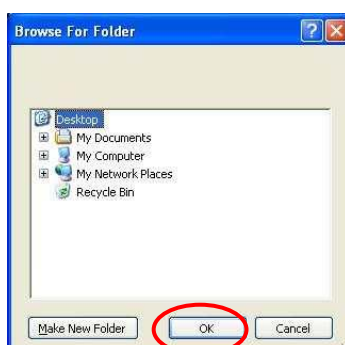 Browse For Folder
Desktop
My Documents
My Computer
My Network Places
Recycle Bin
Make New Folder OK Cancel